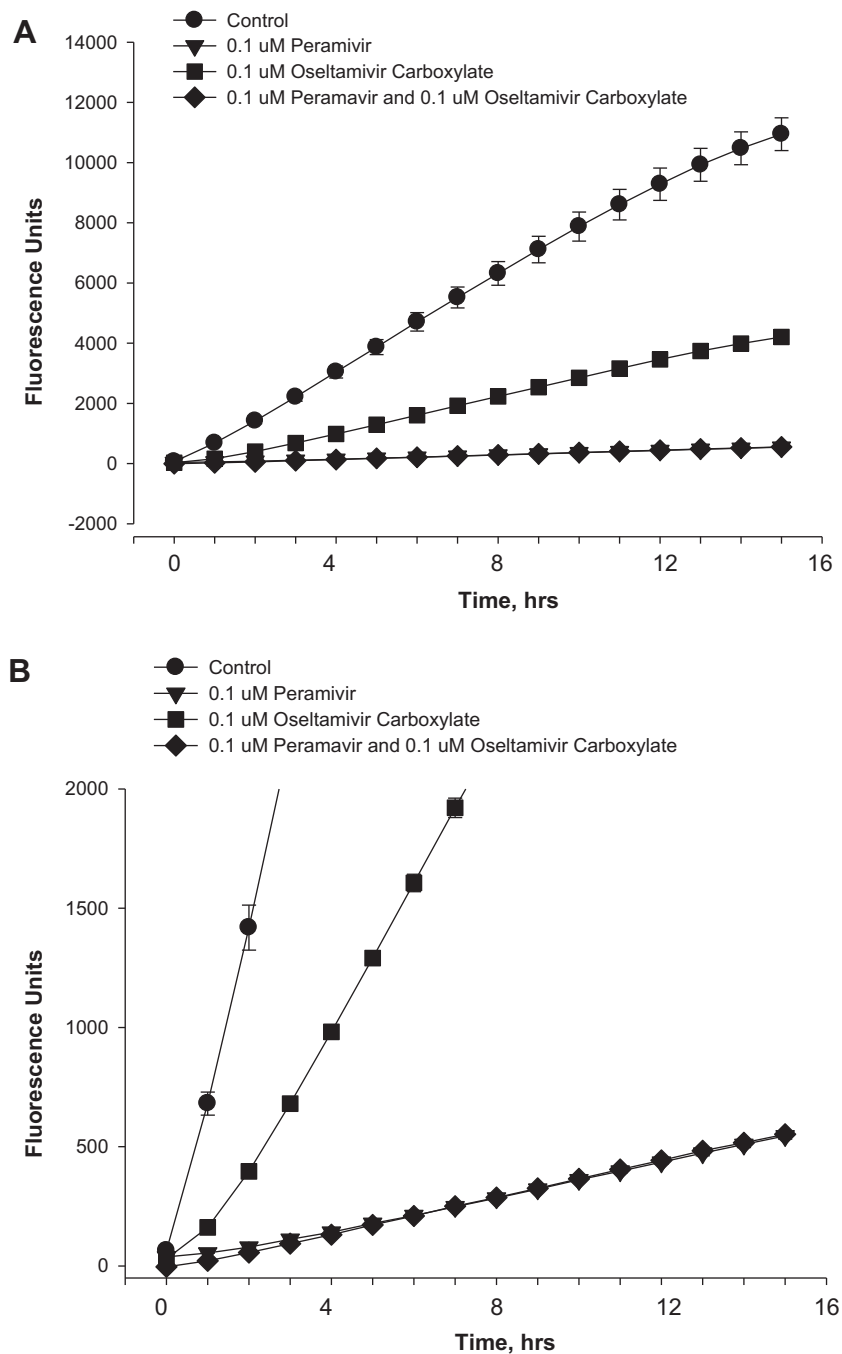 A
Control
0.1 uM Peramivir
0.1 uM Oseltamivir Carboxylate
0.1 uM Peramavir and 0.1 uM Oseltamivir Carboxylate
14000
12000
10000
8000
6000
4000
2000
0
-2000
Fluorescence Units
0 4 8 12 16
Time, hrs
B
Control
0.1 uM Peramivir
0.1 uM Oseltamivir Carboxylate
0.1 uM Peramavir and 0.1 uM Oseltamivir Carboxylate
2000
1500
1000
500
0
Fluorescence Units
0 4 8 12 16
Time, hrs